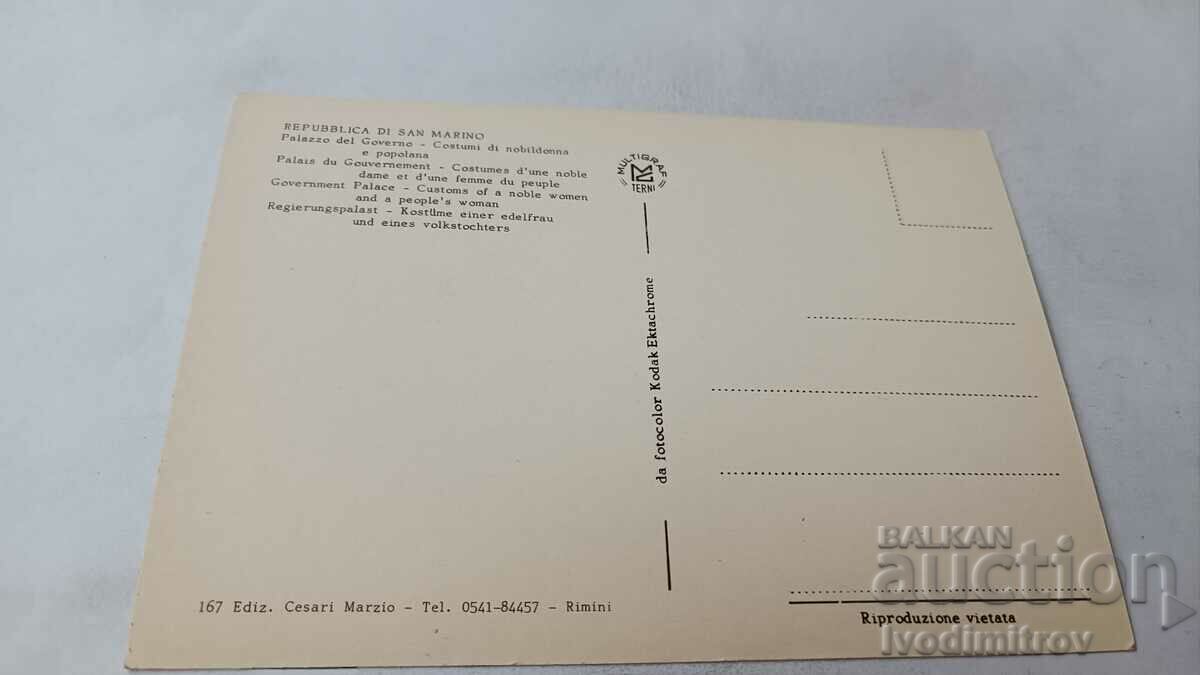 REPUBBLICA DI SAN MARINO
Palazzo del Governo - Costumi di nobildonna
e popolana
Palais du Gouvernement - Costumes d'une noble
dame et d'une femme du peuple
Government Palace - Customs of a noble women
and a people's woman
Regierungspalast - Kostüme einer edelfrau
und eines volkstochters
MULTIGRAF
TERNI
da fotocolor Kodak Ektachrome
167 Ediz. Cesari Marzio - Tel. 0541-84457 - Rimini
Riproduzione vietata
BALKAN
auction
Ivodimitrov